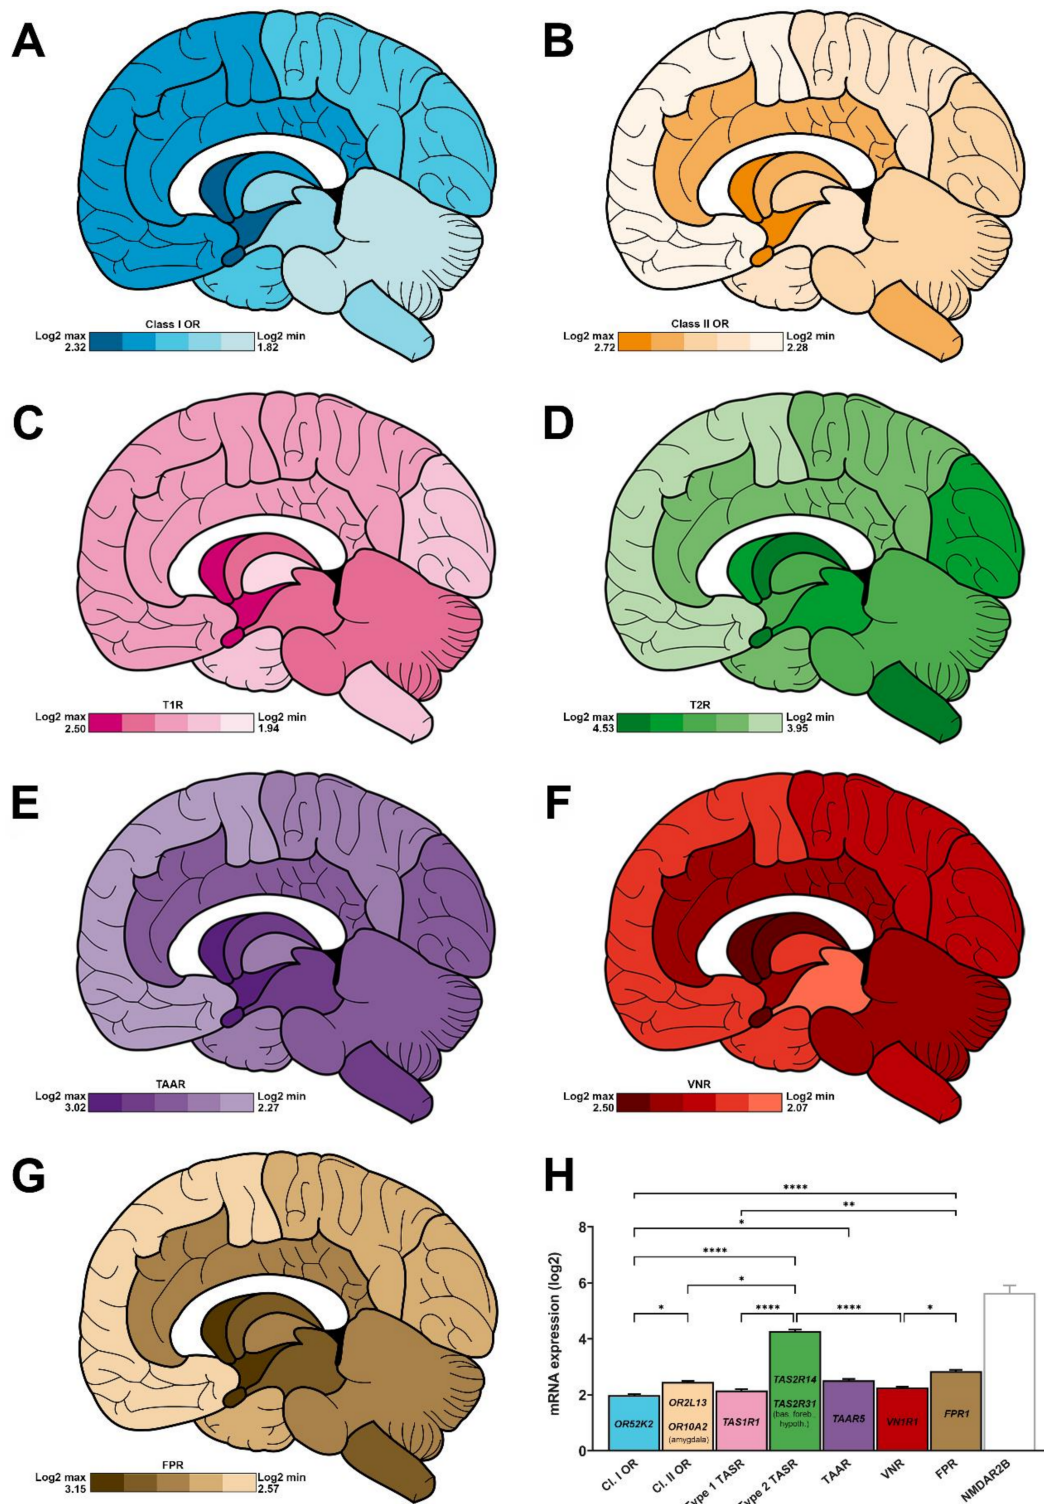 A
B
Class I OR
Log2 max
Log2 min
2.32
1.82
Class II OR
Log2 max
Log2 min
2.72
2.28
C
D
T1R
Log2 max
Log2 min
2.50
1.94
T2R
Log2 max
Log2 min
4.53
3.95
E
F
TAAR
Log2 max
Log2 min
3.02
2.27
VNR
Log2 max
Log2 min
2.50
2.07
G
FPR
Log2 max
Log2 min
3.15
2.57
H
****
**
*
****
*
*
****
****
*
mRNA expression (log2)
8
6
4
2
0
OR52K2
OR2L13
OR10A2
(amygdala)
TAS1R1
TAS2R14
TAS2R31
(bas. foreb.,
hypoth.)
TAAR5
VN1R1
FPR1
Cl. I OR
Cl. II OR
Type 1 TASR
Type 2 TASR
TAAR
VNR
FPR
NMDAR2B